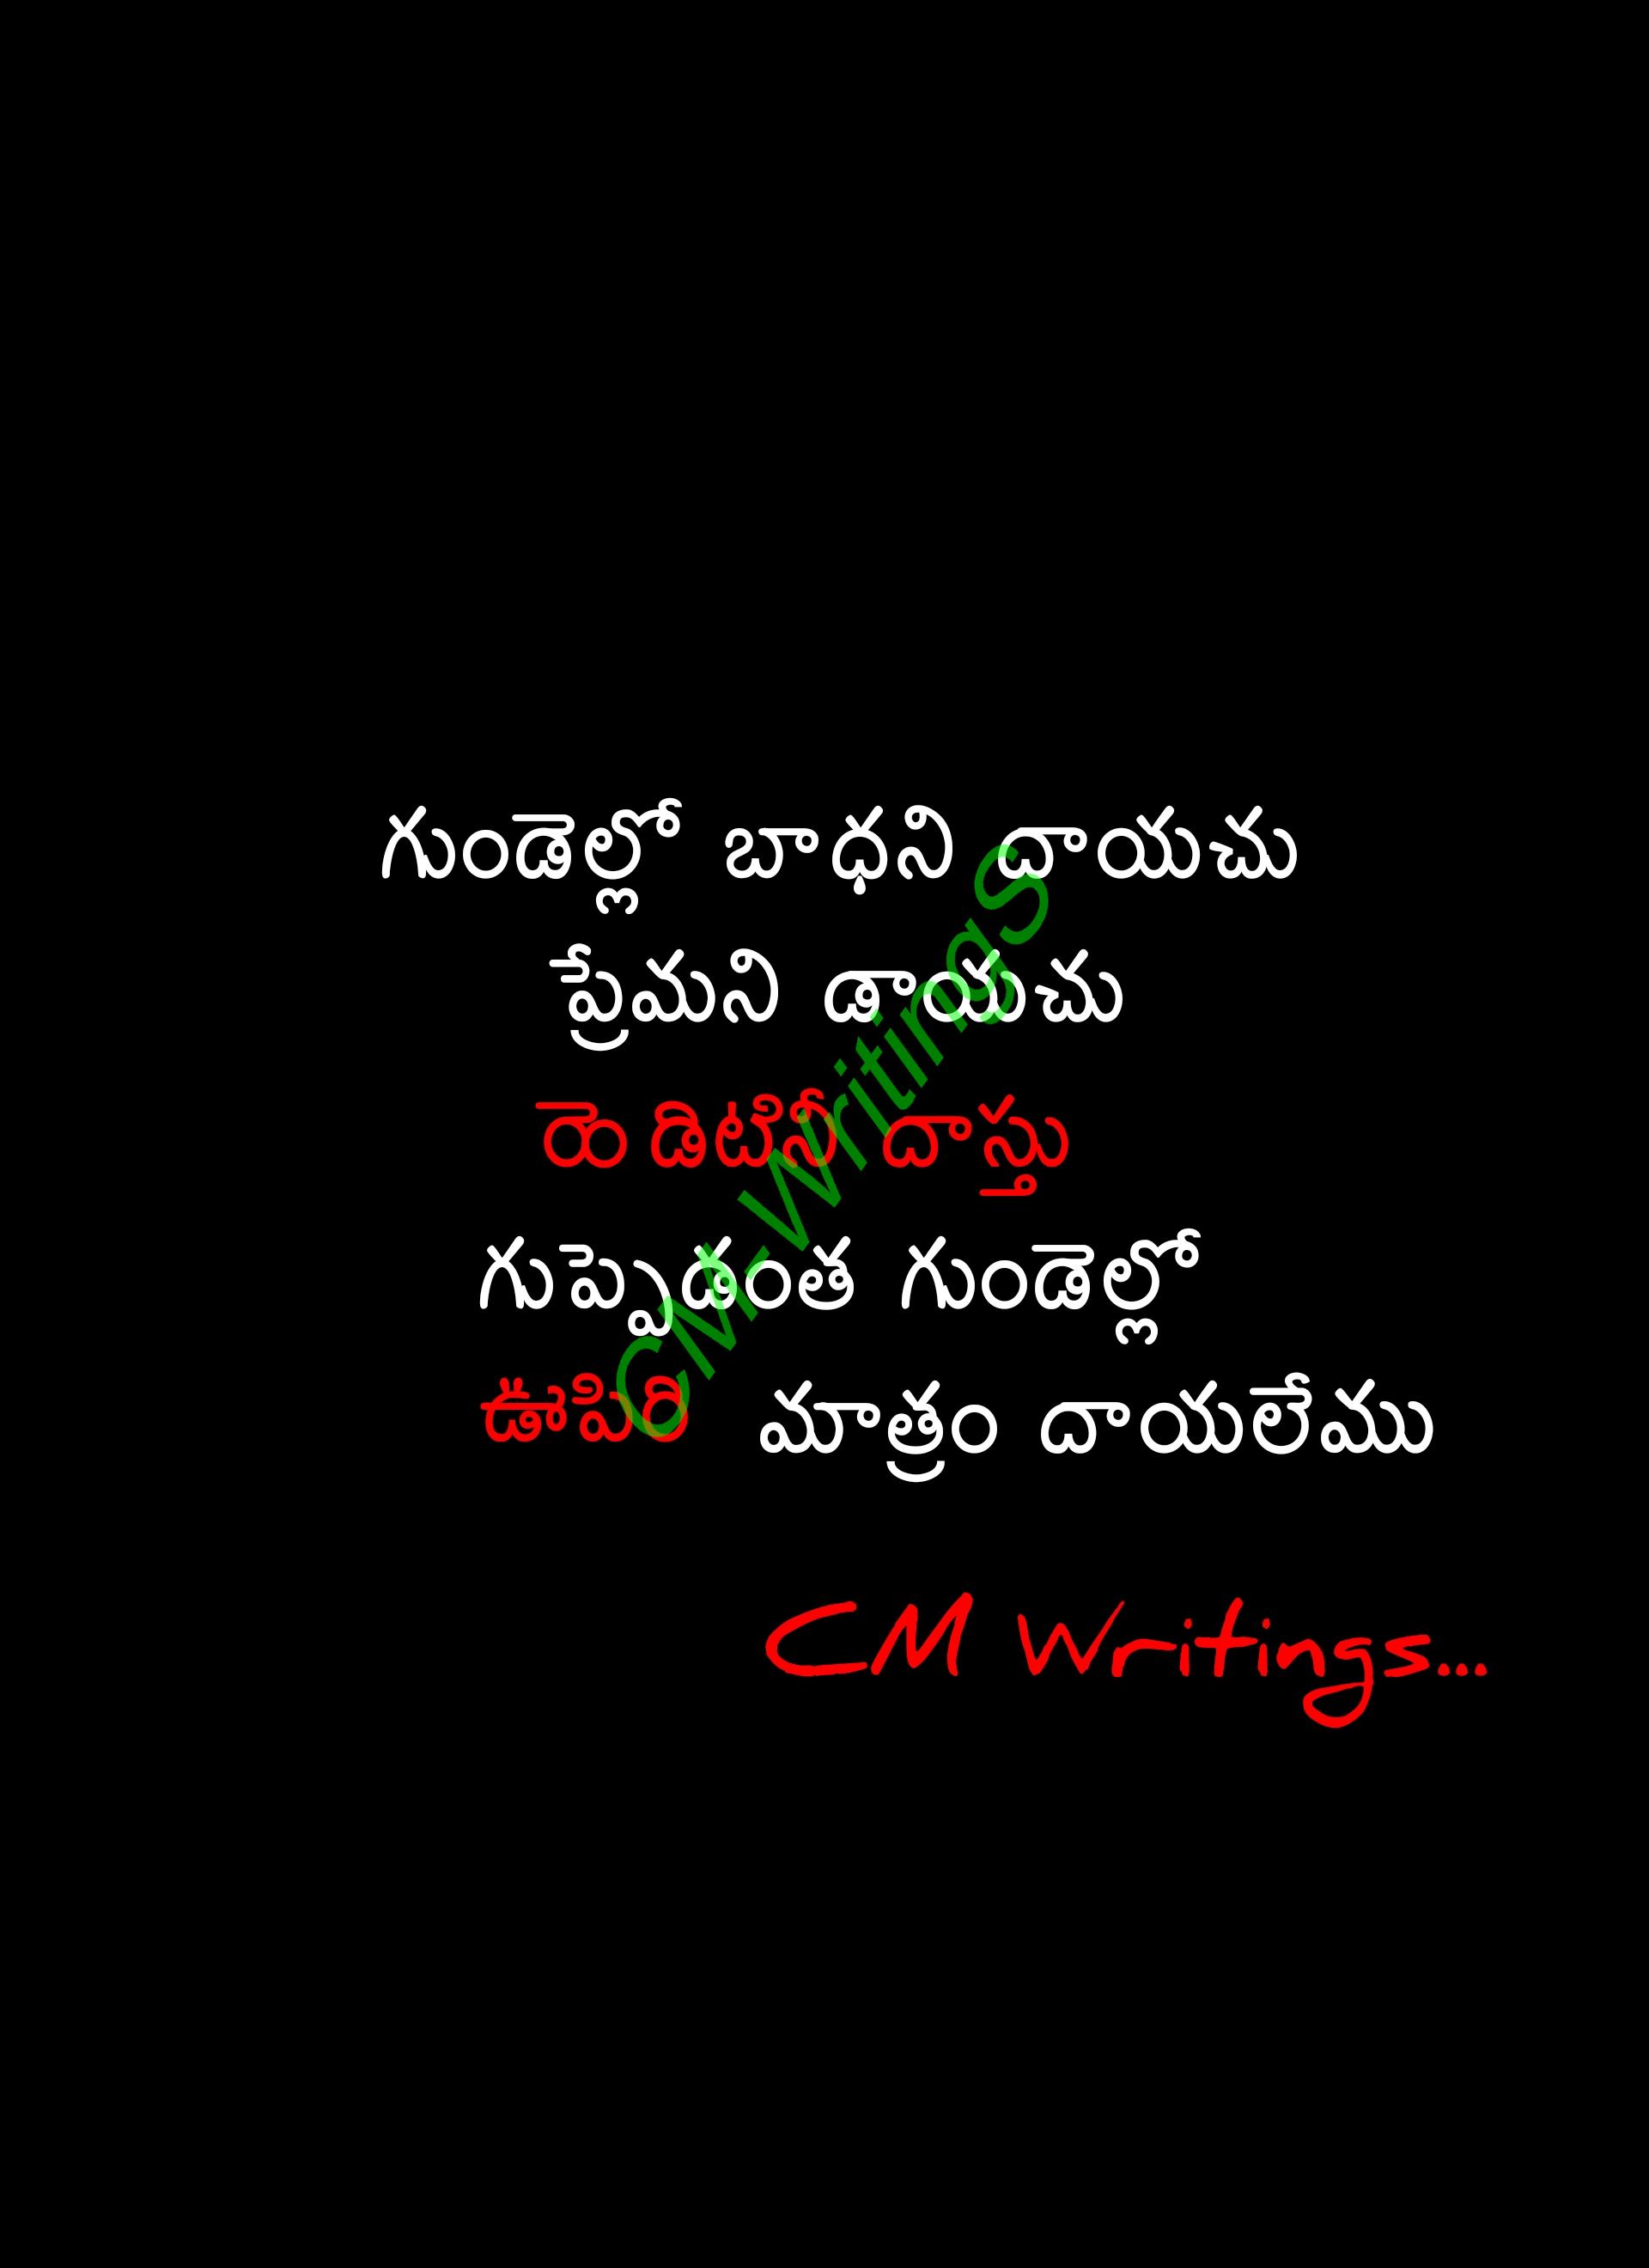 గుండెల్లో బాధని దాయచు
ప్రేమని డాయచు
రెండిటినీ దాస్తు
గుప్పెడంత గుండెల్లో
ఊపిరి మాత్రం దాయలేము
CM Writings
CM Writings...